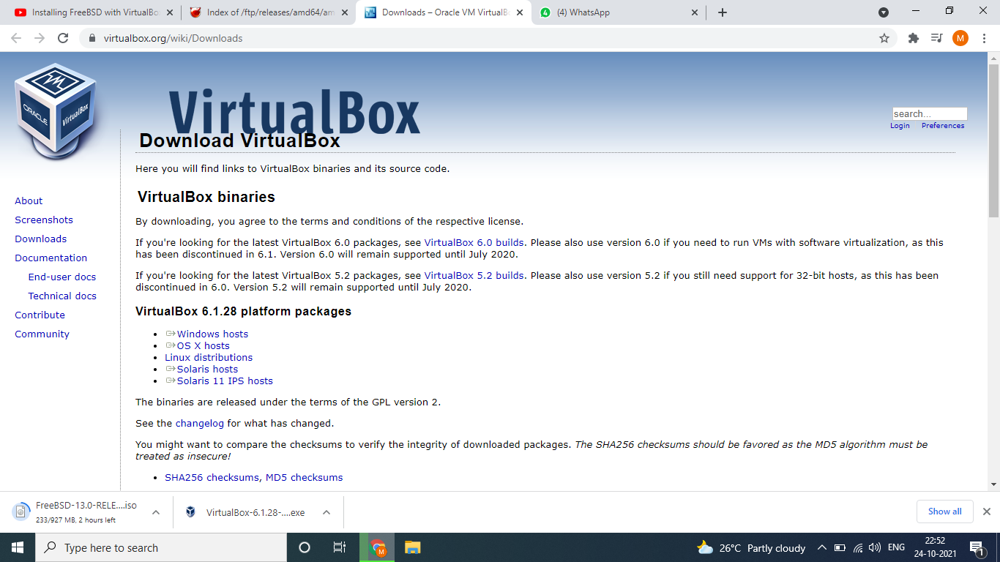 Installing FreeBSD with VirtualBo
Index of /ftp/releases/amd64/am
Downloads – Oracle VM VirtualB
4
(4) WhatsApp
virtualbox.org/wiki/Downloads
M
ORACLE
VirtualBox
VirtualBox
search...
Login Preferences
Download VirtualBox
Here you will find links to VirtualBox binaries and its source code.
About
Screenshots
Downloads
Documentation
End-user docs
Technical docs
Contribute
Community
VirtualBox binaries
By downloading, you agree to the terms and conditions of the respective license.
If you're looking for the latest VirtualBox 6.0 packages, see VirtualBox 6.0 builds. Please also use version 6.0 if you need to run VMs with software virtualization, as this
has been discontinued in 6.1. Version 6.0 will remain supported until July 2020.
If you're looking for the latest VirtualBox 5.2 packages, see VirtualBox 5.2 builds. Please also use version 5.2 if you still need support for 32-bit hosts, as this has been
discontinued in 6.0. Version 5.2 will remain supported until July 2020.
VirtualBox 6.1.28 platform packages
Windows hosts
OS X hosts
Linux distributions
Solaris hosts
Solaris 11 IPS hosts
The binaries are released under the terms of the GPL version 2.
See the changelog for what has changed.
You might want to compare the checksums to verify the integrity of downloaded packages. The SHA256 checksums should be favored as the MD5 algorithm must be
treated as insecure!
SHA256 checksums, MD5 checksums
FreeBSD-13.0-RELE....iso
233/927 MB, 2 hours left
VirtualBox-6.1.28-....exe
Show all
Type here to search
M
26°C Partly cloudy
ENG
22:52
24-10-2021
1